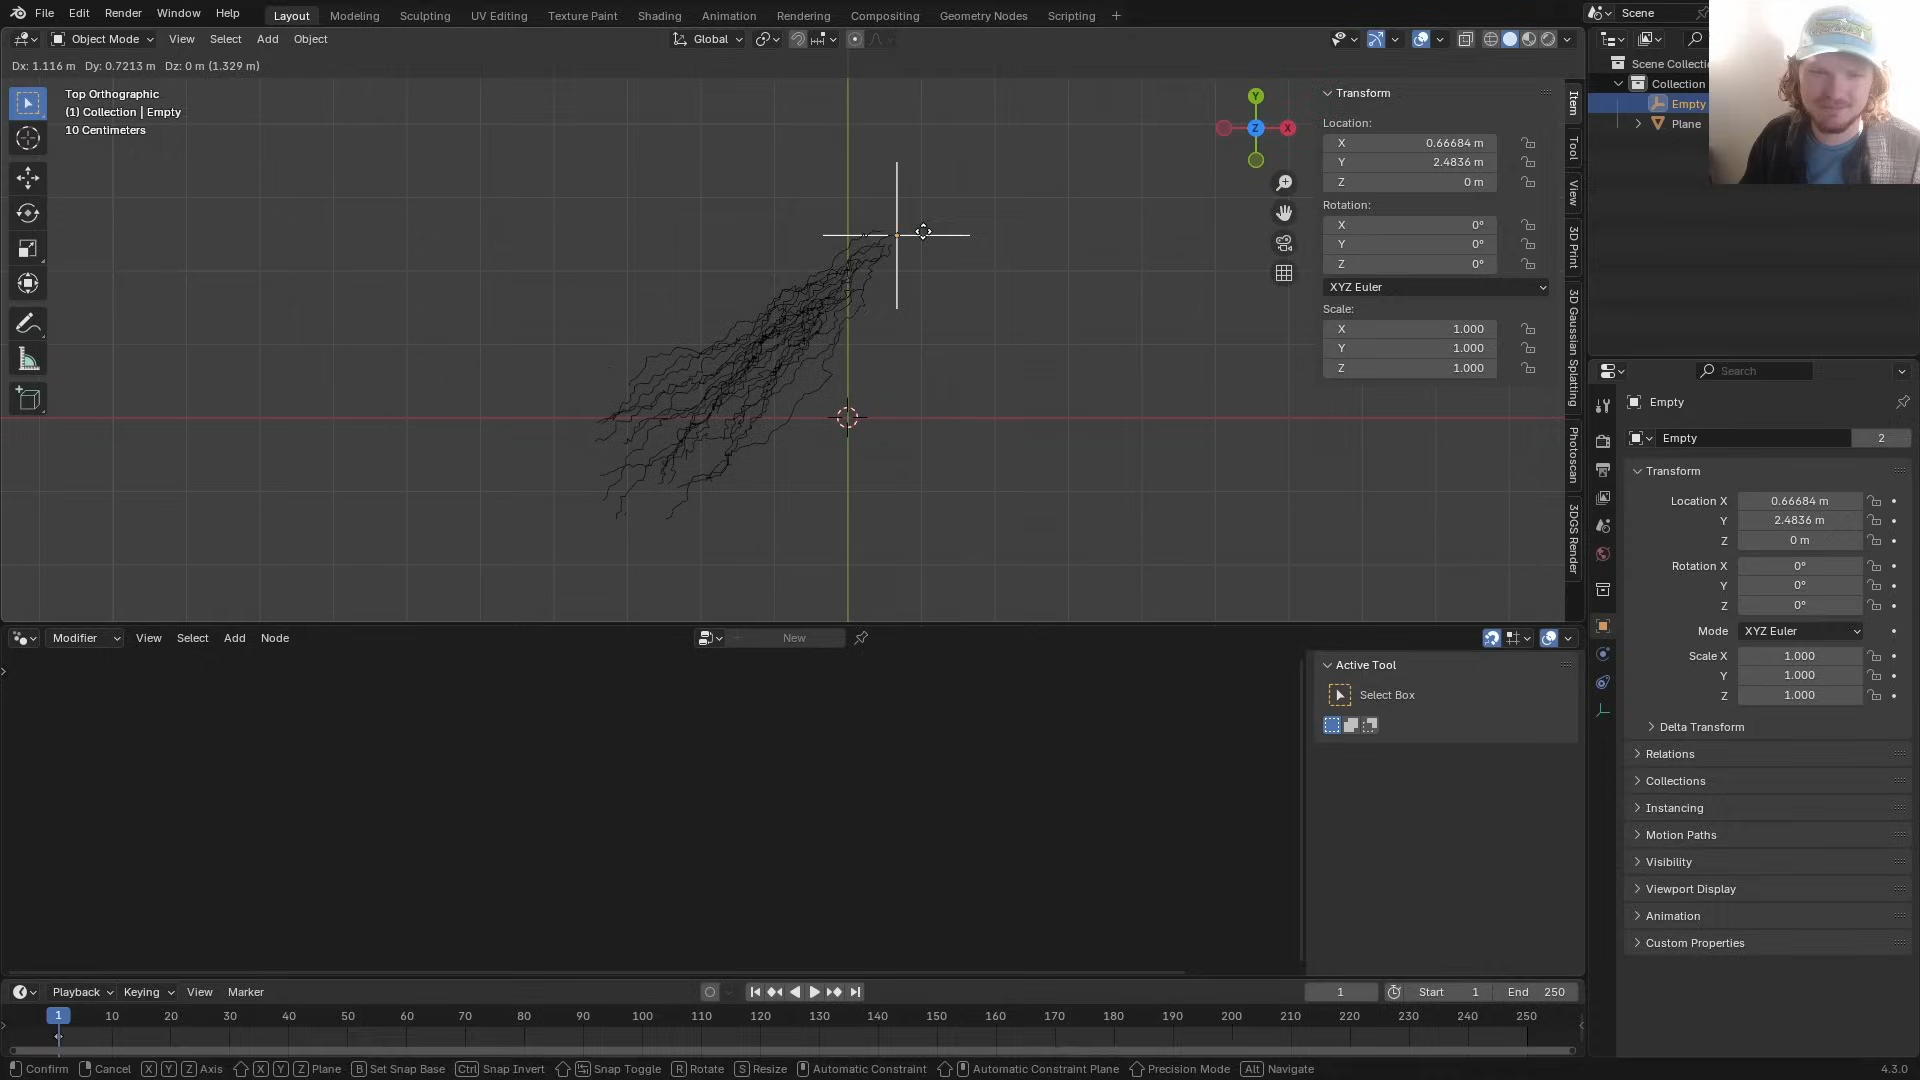 File Edit Render Window Help Layout Modeling Sculpting UV Editing Texture Paint Shading Animation Rendering Compositing Geometry Nodes Scripting + Scene
Object Mode View Select Add Object Global
Dx: 1.116 m Dy: 0.7213 m Dz: 0 m (1.329 m)
Top Orthographic
(1) Collection | Empty
10 Centimeters
Y
Z
X
Transform
Location:
X 0.66684 m
Y 2.4836 m
Z 0 m
Rotation:
X 0°
Y 0°
Z 0°
XYZ Euler
Scale:
X 1.000
Y 1.000
Z 1.000
Item
Tool
View
3D Print
3D Gaussian Splatting
Photoscan
3DGS Render
Scene Collecti
Collection
Empty
Plane
Search
Empty
Empty 2
Transform
Location X 0.66684 m
Y 2.4836 m
Z 0 m
Rotation X 0°
Y 0°
Z 0°
Mode XYZ Euler
Scale X 1.000
Y 1.000
Z 1.000
Delta Transform
Relations
Collections
Instancing
Motion Paths
Visibility
Viewport Display
Animation
Custom Properties
Modifier View Select Add Node New
Active Tool
Select Box
Playback Keying View Marker 1 Start 1 End 250
1 10 20 30 40 50 60 70 80 90 100 110 120 130 140 150 160 170 180 190 200 210 220 230 240 250
Confirm Cancel X Y Z Axis X Y Z Plane B Set Snap Base Ctrl Snap Invert Snap Toggle R Rotate S Resize Automatic Constraint Automatic Constraint Plane Precision Mode Alt Navigate 4.3.0